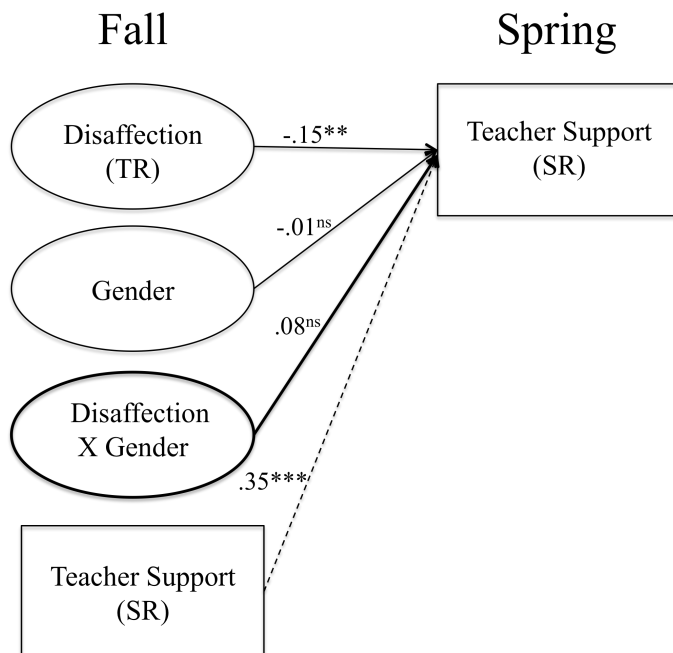 Fall
Spring
Disaffection
(TR)
-.15**
Teacher Support
(SR)
-.01ns
Gender
.08ns
Disaffection
X Gender
.35***
Teacher Support
(SR)